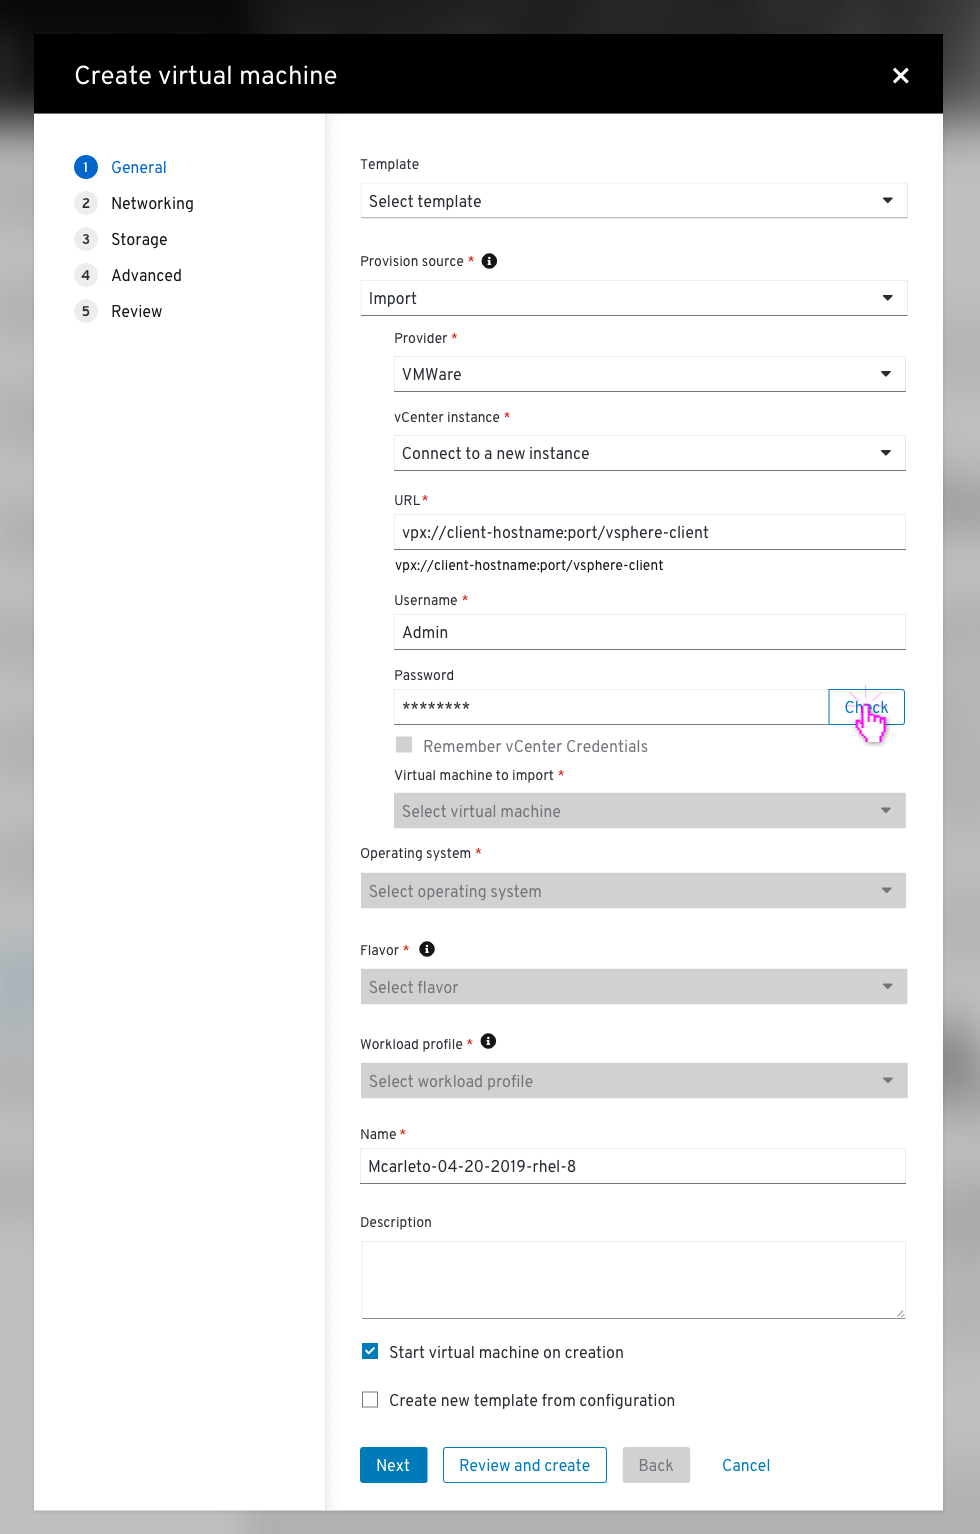 Create virtual machine
1 General
2 Networking
3 Storage
4 Advanced
5 Review
Template
Select template
Provision source *
Import
Provider *
VMWare
vCenter instance *
Connect to a new instance
URL*
vpx://client-hostname:port/vsphere-client
vpx://client-hostname:port/vsphere-client
Username *
Admin
Password
********
Check
Remember vCenter Credentials
Virtual machine to import *
Select virtual machine
Operating system *
Select operating system
Flavor *
Select flavor
Workload profile *
Select workload profile
Name *
Mcarleto-04-20-2019-rhel-8
Description
Start virtual machine on creation
Create new template from configuration
Next
Review and create
Back
Cancel